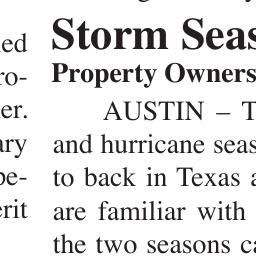 ed
ro-
er.
ary
be-
erit
Storm Seas
Property Owners
AUSTIN – T
and hurricane seas
to back in Texas a
are familiar with
the two seasons ca